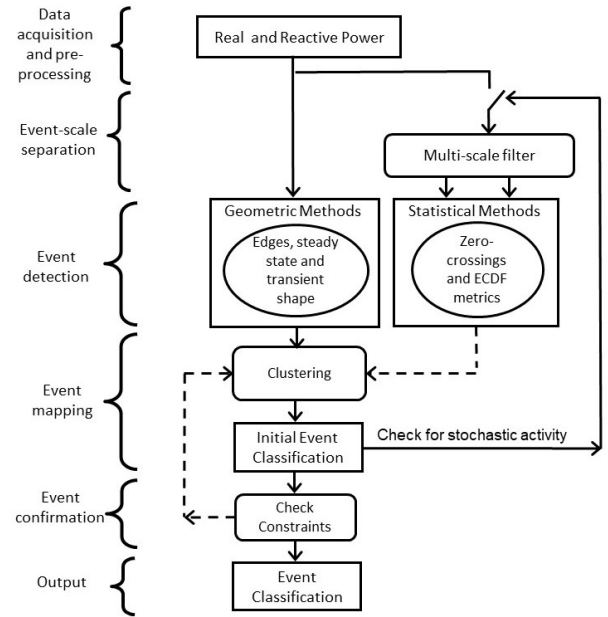 Data
acquisition
and pre-
processing
Real and Reactive Power
Event-scale
separation
Multi-scale filter
Event
detection
Geometric Methods
Edges, steady
state and
transient
shape
Statistical Methods
Zero-
crossings
and ECDF
metrics
Event
mapping
Clustering
Initial Event
Classification
Check for stochastic activity
Event
confirmation
Check
Constraints
Output
Event
Classification